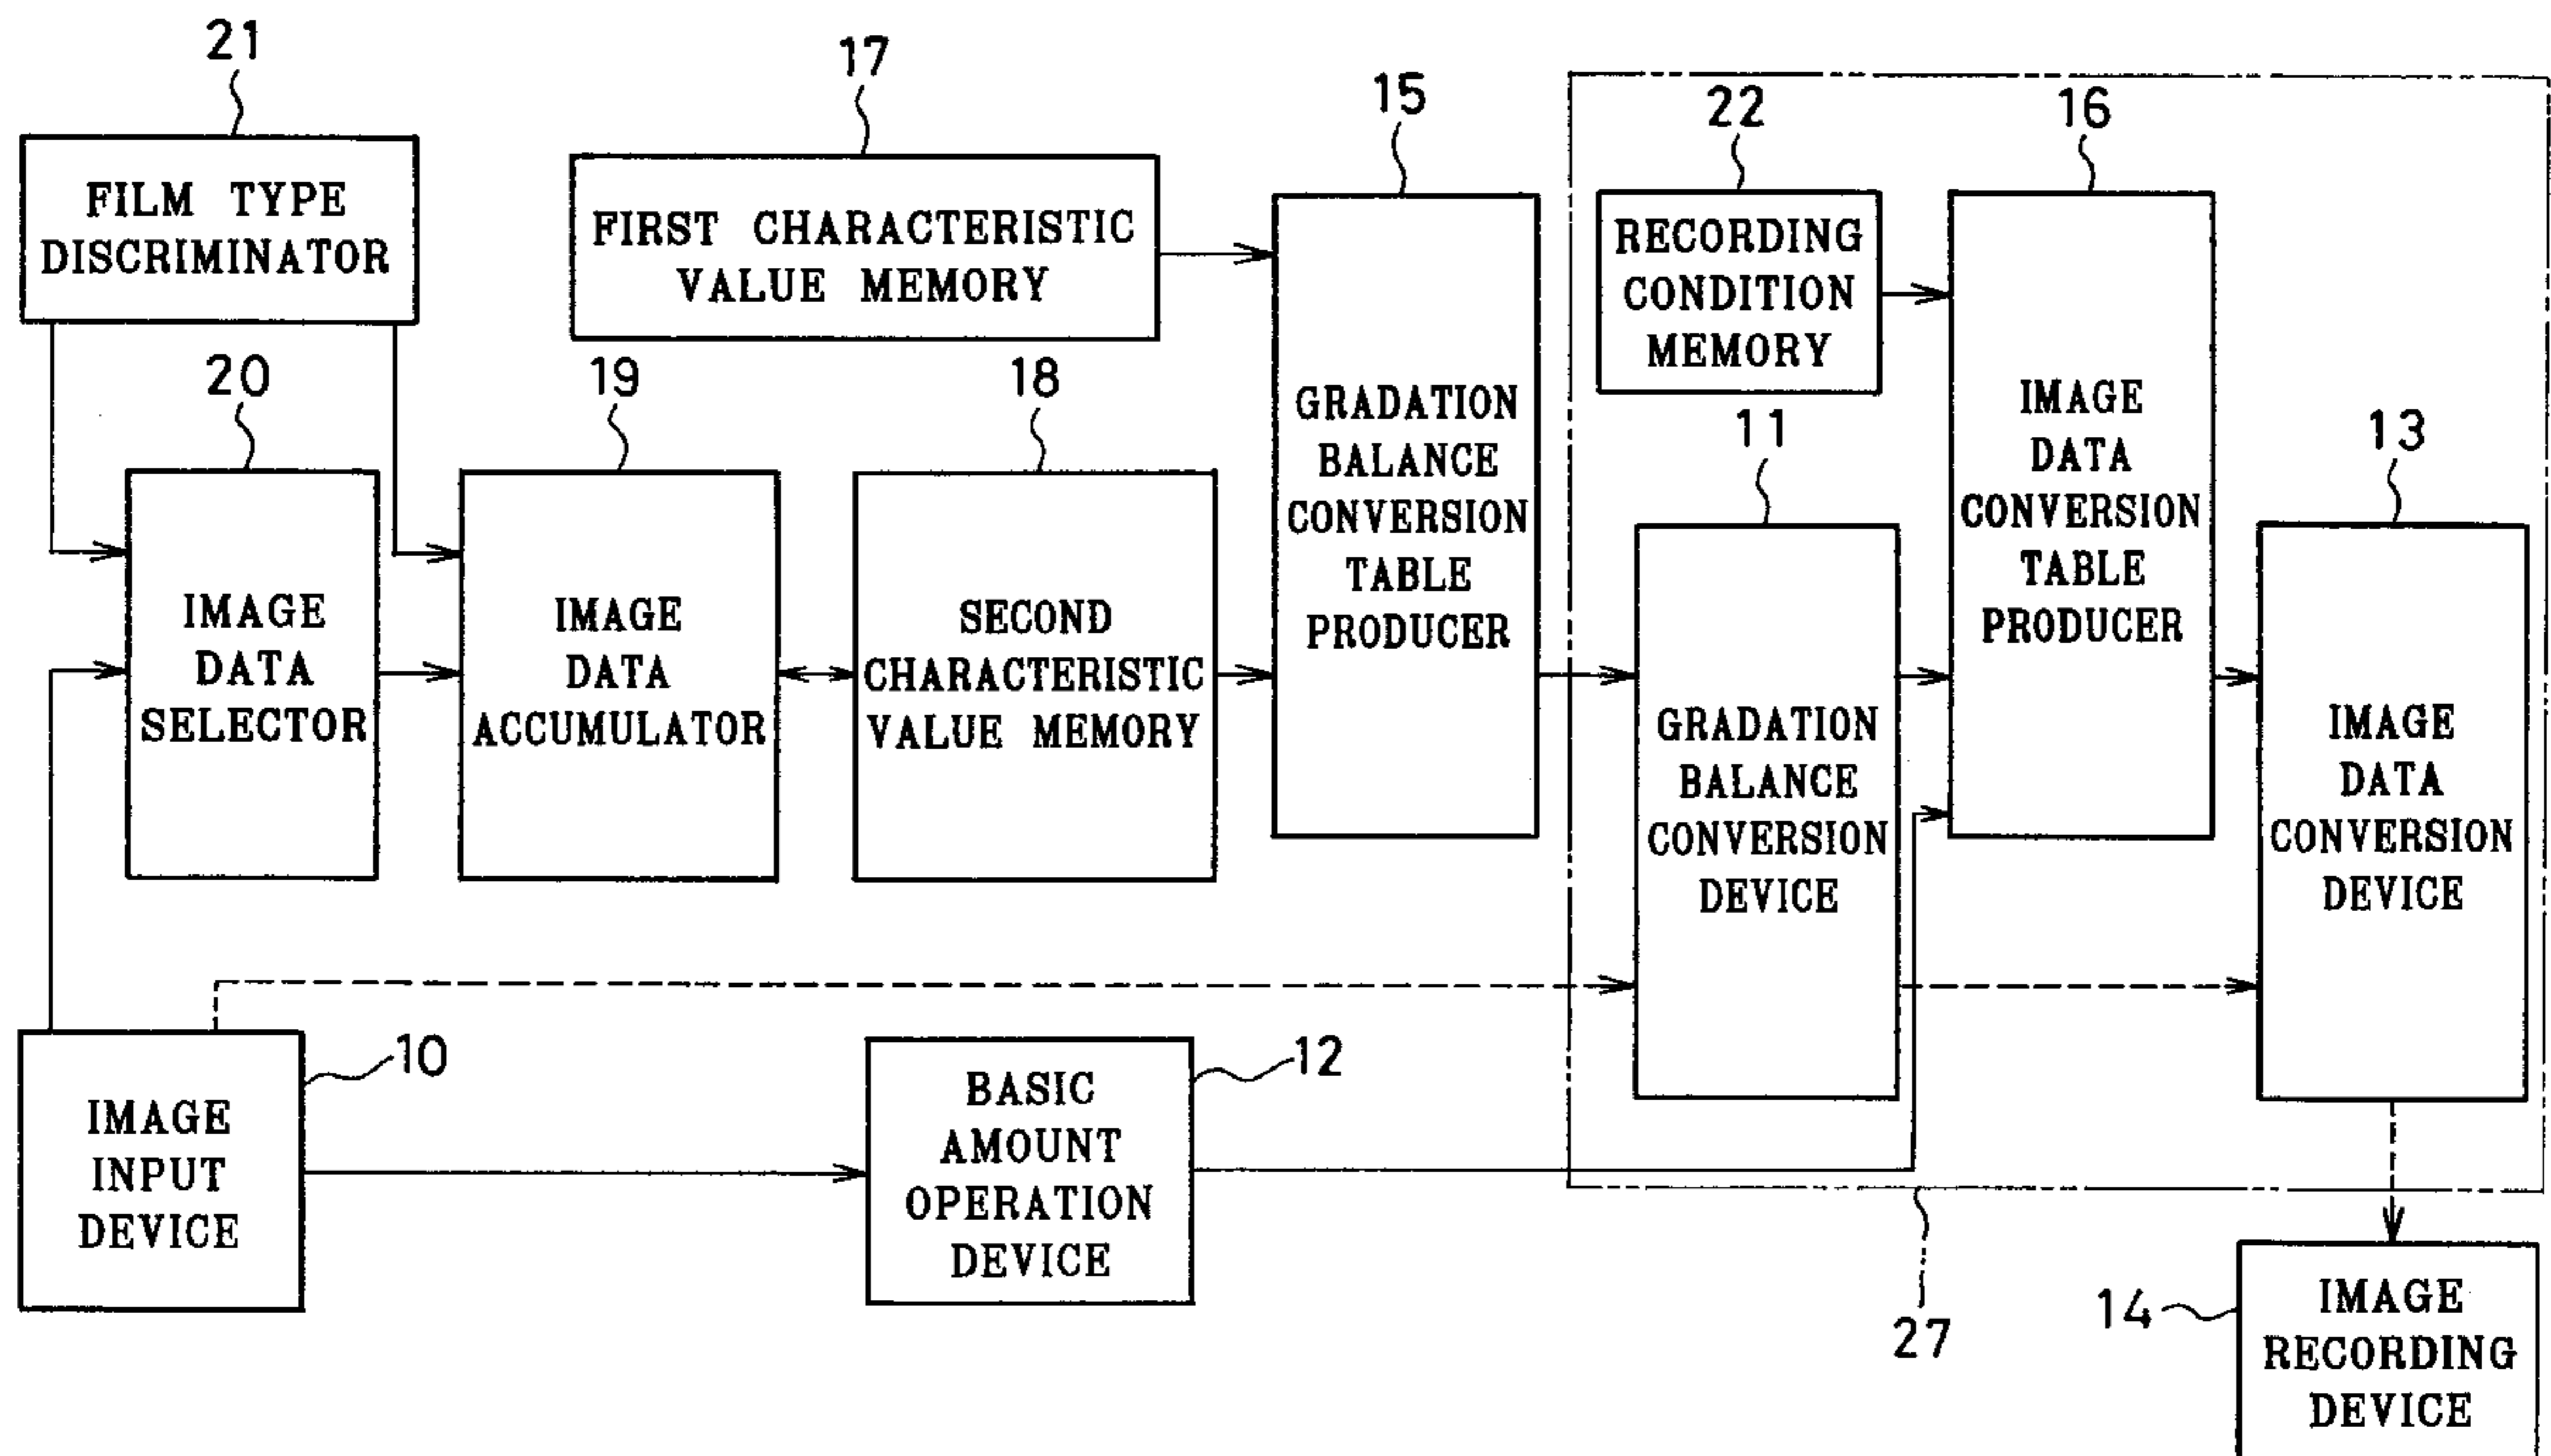 21
FILM TYPE
DISCRIMINATOR
17
FIRST CHARACTERISTIC
VALUE MEMORY
15
GRADATION
BALANCE
CONVERSION
TABLE
PRODUCER
22
RECORDING
CONDITION
MEMORY
16
IMAGE
DATA
CONVERSION
TABLE
PRODUCER
20
IMAGE
DATA
SELECTOR
19
IMAGE
DATA
ACCUMULATOR
18
SECOND
CHARACTERISTIC
VALUE MEMORY
11
GRADATION
BALANCE
CONVERSION
DEVICE
13
IMAGE
DATA
CONVERSION
DEVICE
10
IMAGE
INPUT
DEVICE
12
BASIC
AMOUNT
OPERATION
DEVICE
27
14
IMAGE
RECORDING
DEVICE